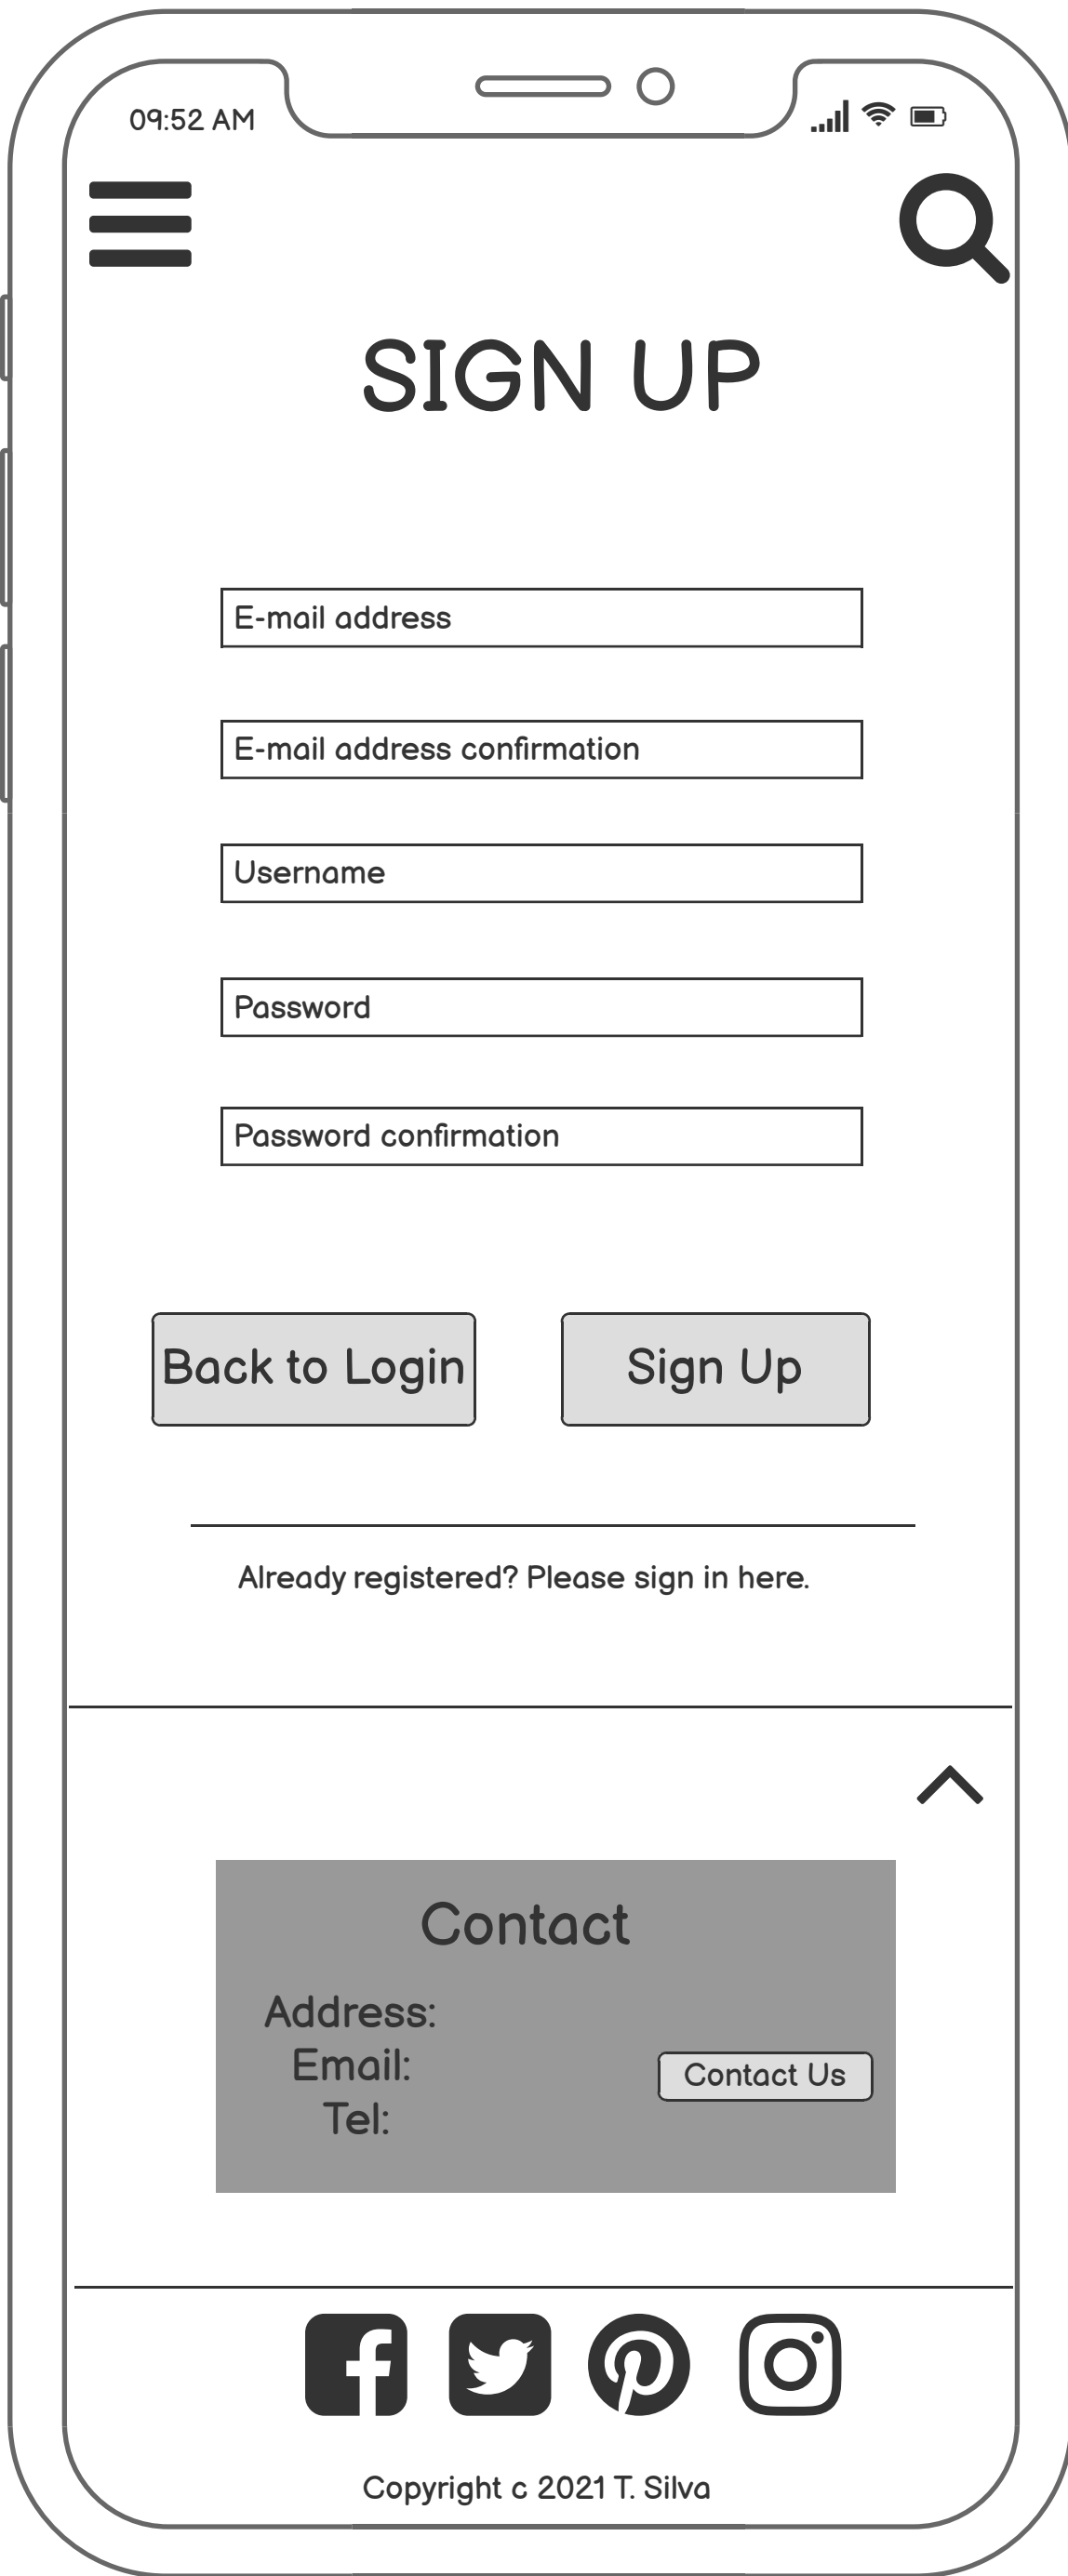 09:52 AM
SIGN UP
E-mail address
E-mail address confirmation
Username
Password
Password confirmation
Back to Login
Sign Up
Already registered? Please sign in here.
Contact
Address:
Email:
Contact Us
Tel:
Copyright c 2021 T. Silva